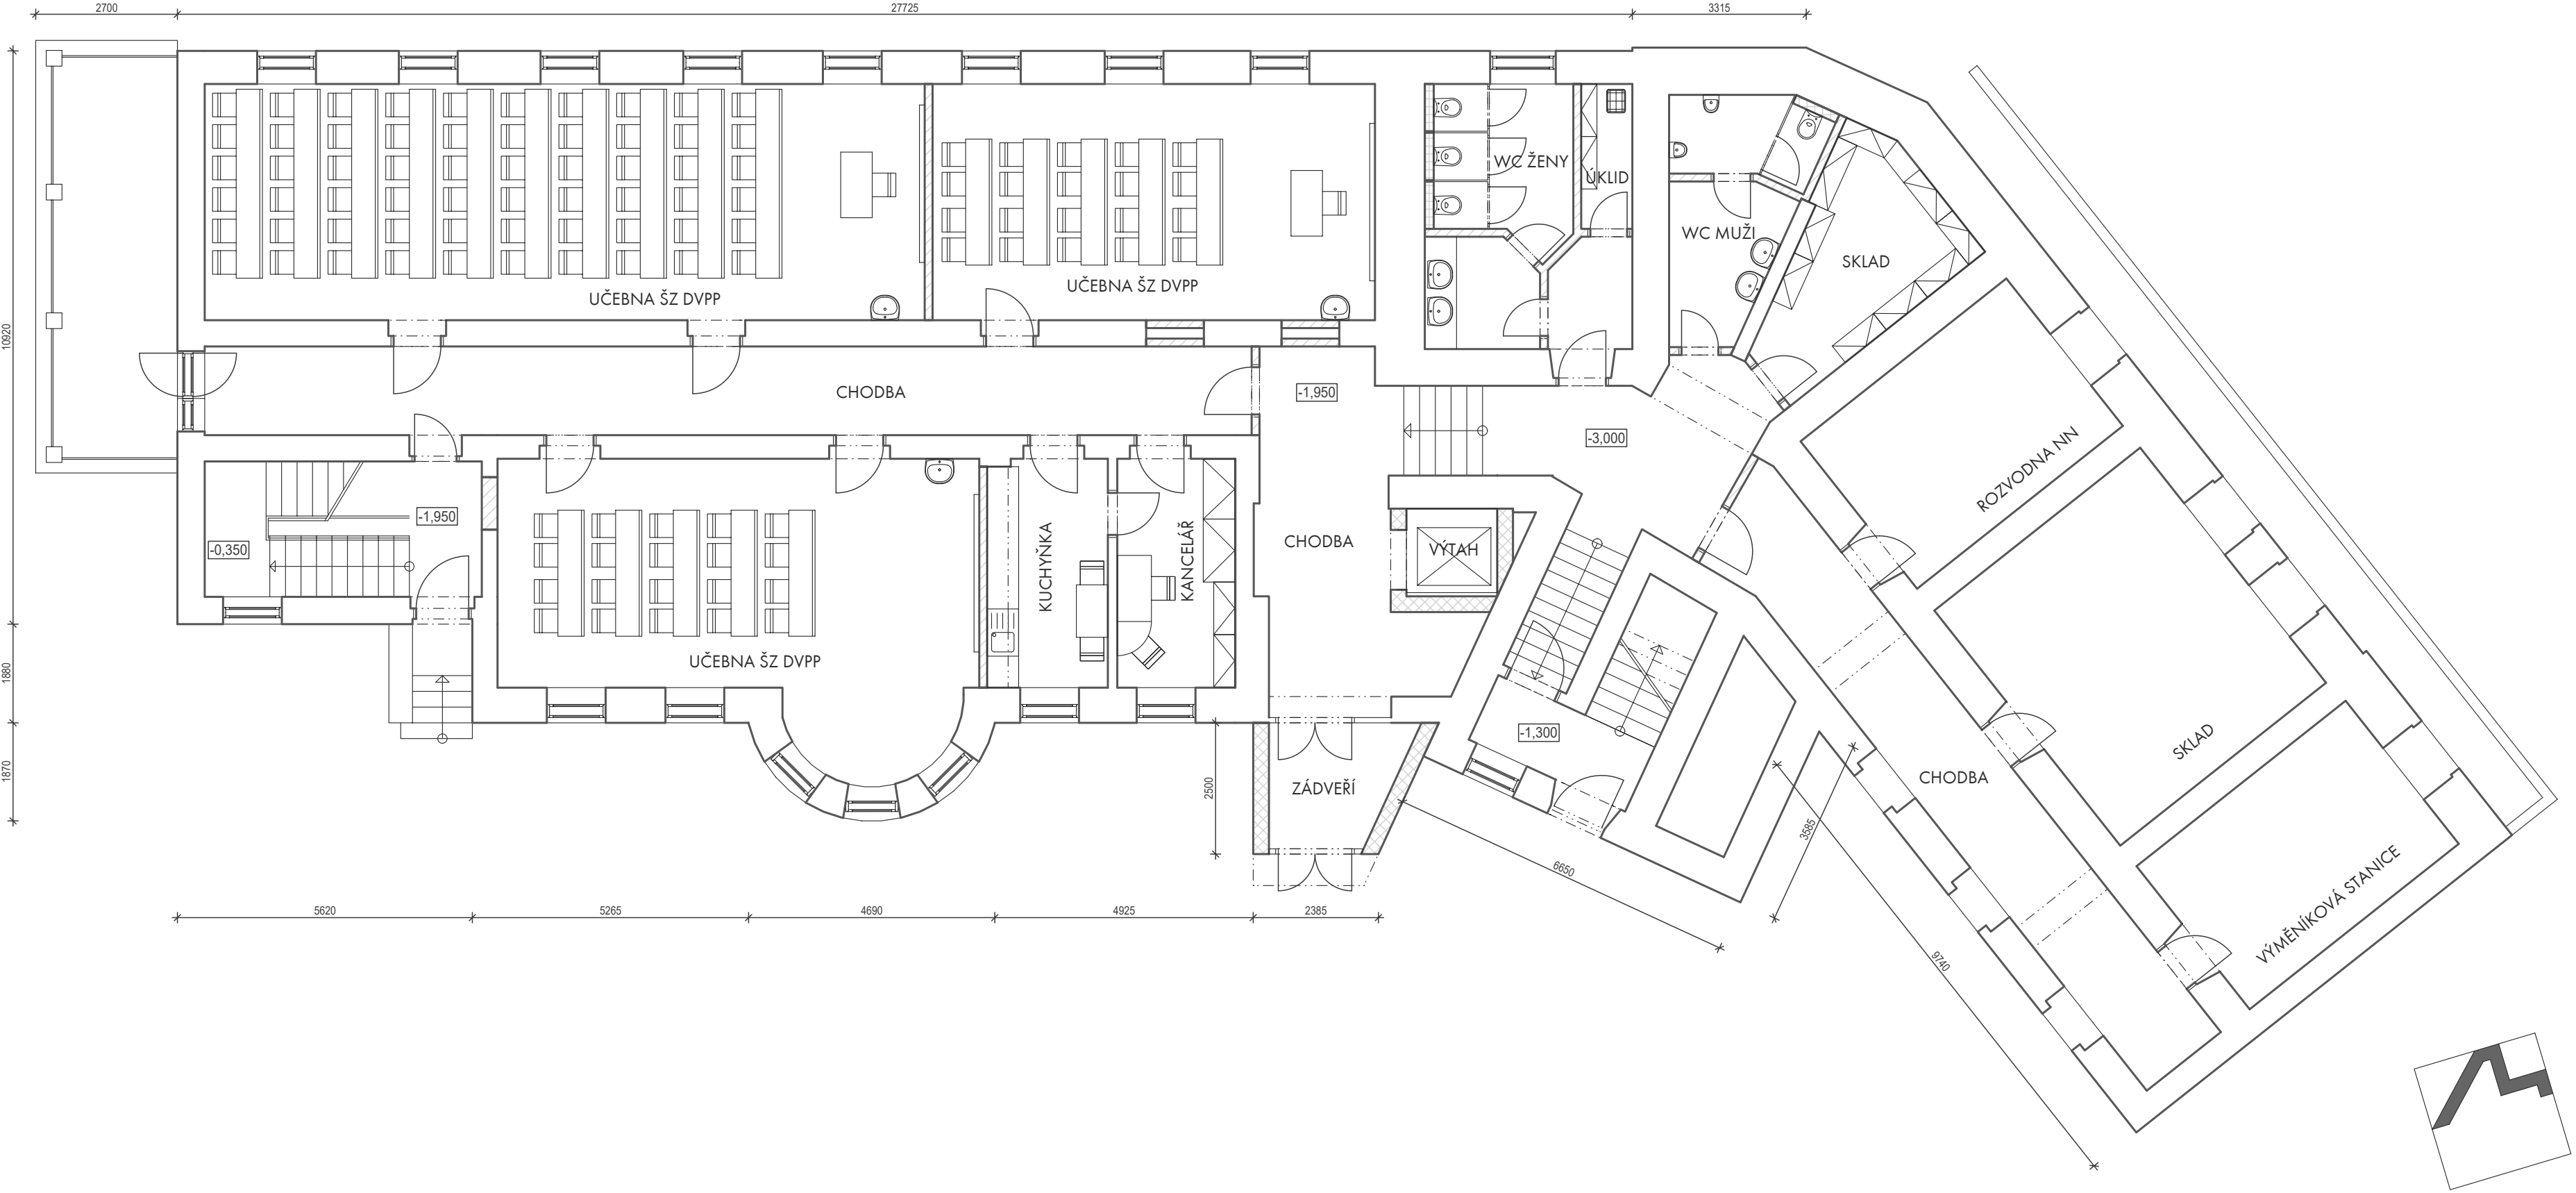 2700
27725
3315
10920
1880
1870
UČEBNA ŠZ DVPP
UČEBNA ŠZ DVPP
WC ŽENY
ÚKLID
WC MUŽI
SKLAD
CHODBA
-1,950
-3,000
ROZVODNA NN
-1,950
-0,350
KUCHYŇKA
KANCELÁŘ
CHODBA
VÝTAH
UČEBNA ŠZ DVPP
-1,300
SKLAD
CHODBA
ZÁDVEŘÍ
2500
3585
6650
9740
VÝMĚNÍKOVÁ STANICE
5620
5265
4690
4925
2385